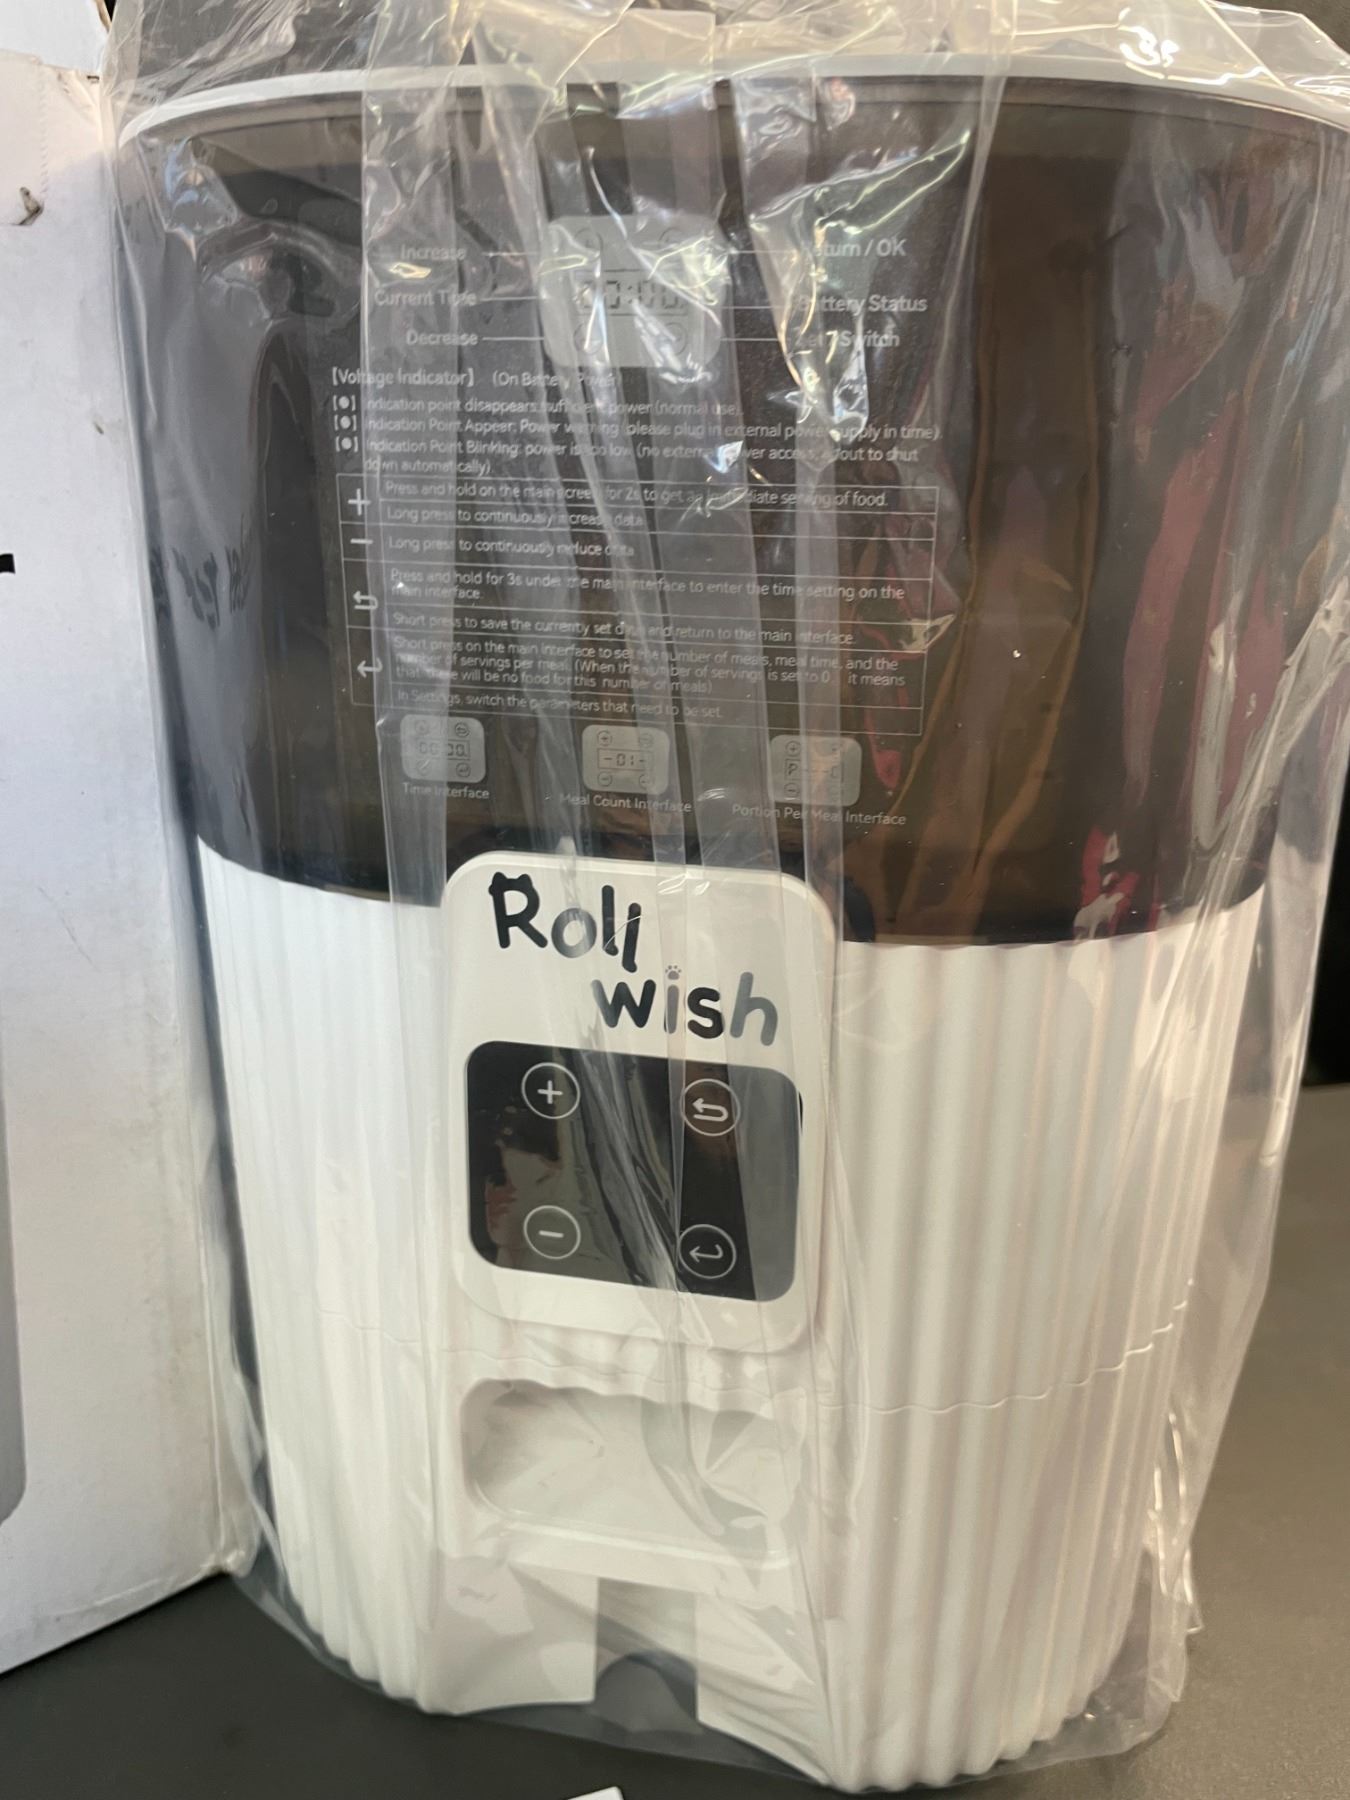 Increase
Return / OK
Current Time
00:00.
Battery Status
Decrease
Set / Switch
【Voltage Indicator】 (On Battery Power)
【●】 Indication point disappears: sufficient power (normal use).
【●】 Indication Point Appeer: Power warning (please plug in external power supply in time).
【●】 Indication Point Blinking: power is too low (no external power access, about to shut
down automatically).
+ Press and hold on the main screen for 2s to get an immediate serving of food.
Long press to continuously increase data
− Long press to continuously reduce data
Press and hold for 3s under the main interface to enter the time setting on the
main interface.
Short press to save the currently set data and return to the main interface.
Short press on the main interface to set the number of meals, meal time, and the
number of servings per meal. (When the number of servings is set to 0, it means
that there will be no food for this number of meals)
In Settings, switch the parameters that need to be set.
00:00.
-01-
P
Time Interface
Meal Count Interface
Portion Per Meal Interface
Roll
wish